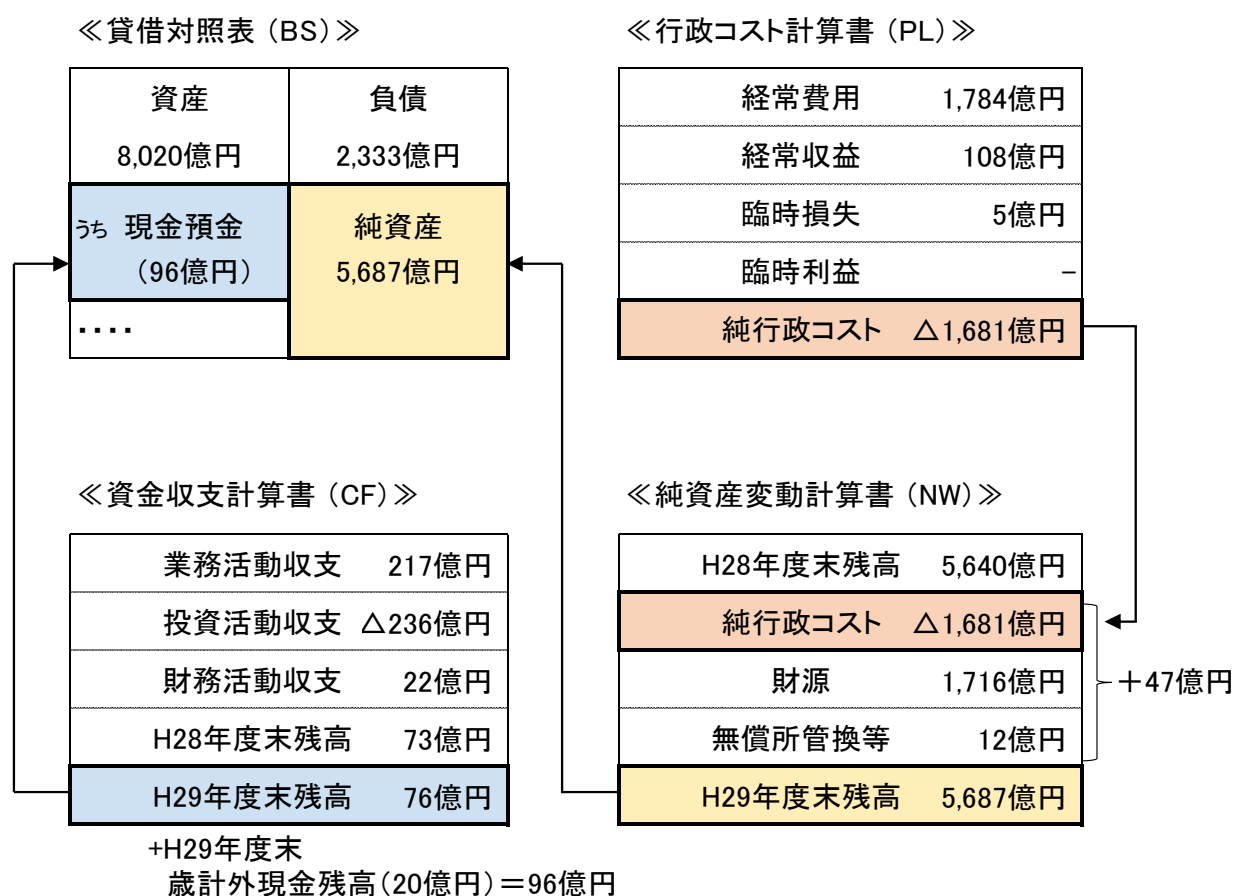 ≪貸借対照表（BS）≫
資産 負債
8,020億円 2,333億円
うち 現金預金 純資産
（96億円） 5,687億円
････
≪行政コスト計算書（PL）≫
経常費用 1,784億円
経常収益 108億円
臨時損失 5億円
臨時利益 -
純行政コスト △1,681億円
≪資金収支計算書（CF）≫
業務活動収支 217億円
投資活動収支 △236億円
財務活動収支 22億円
H28年度末残高 73億円
H29年度末残高 76億円
+H29年度末
歳計外現金残高（20億円）＝96億円
≪純資産変動計算書（NW）≫
H28年度末残高 5,640億円
純行政コスト △1,681億円
財源 1,716億円
無償所管換等 12億円
H29年度末残高 5,687億円
＋47億円